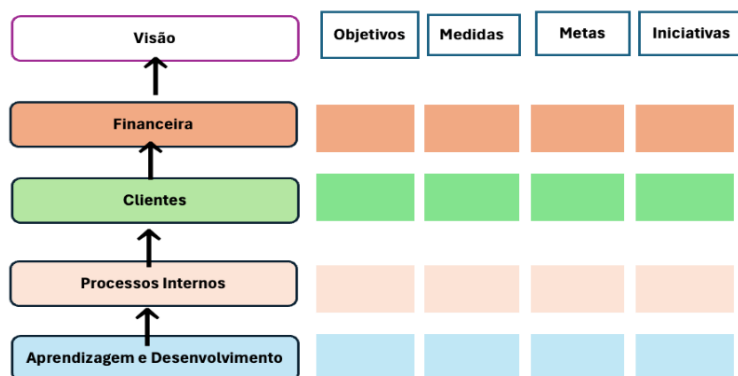 Visão
Objetivos
Medidas
Metas
Iniciativas
Financeira
Clientes
Processos Internos
Aprendizagem e Desenvolvimento